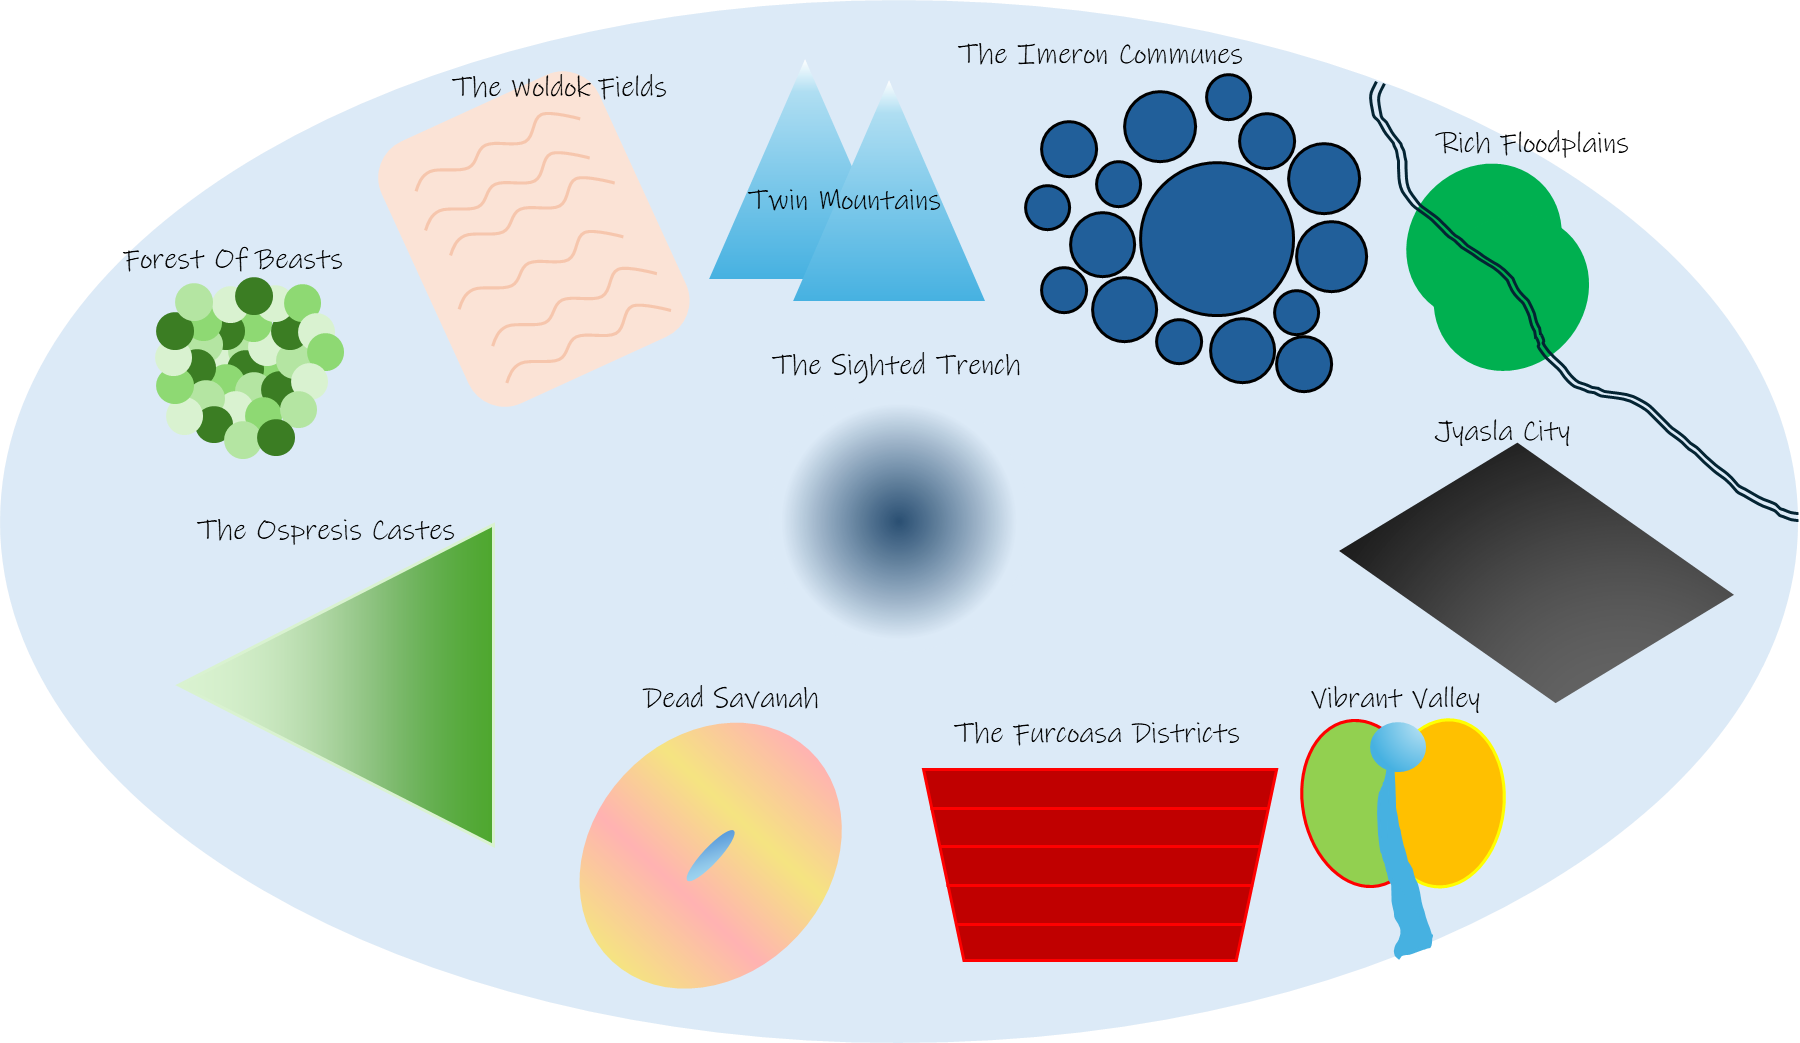 The Imeron Communes
The Woldok Fields
Rich Floodplains
Twin Mountains
Forest Of Beasts
The Sighted Trench
Jyasla City
The Ospresis Castes
Dead Savanah
Vibrant Valley
The Furcoasa Districts